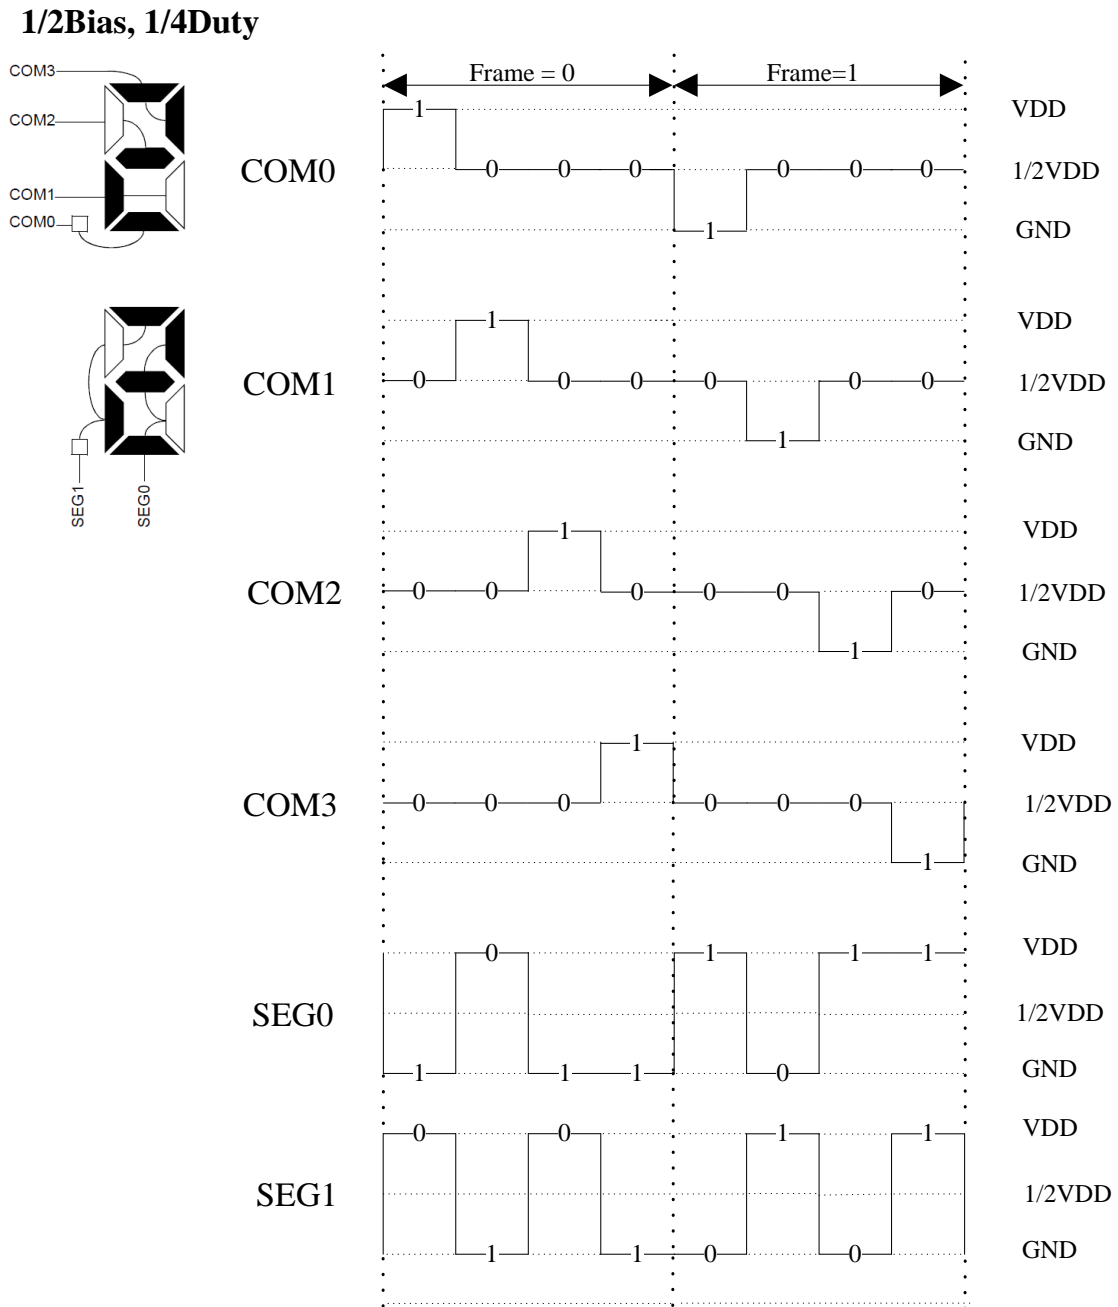 1/2Bias, 1/4Duty
COM3
COM2
COM1
COM0
SEG1
SEG0
Frame = 0 Frame=1
COM0
1 0 0 0 1 0 0 0
VDD
1/2VDD
GND
COM1
0 1 0 0 0 1 0 0
VDD
1/2VDD
GND
COM2
0 0 1 0 0 0 1 0
VDD
1/2VDD
GND
COM3
0 0 0 1 0 0 0 1
VDD
1/2VDD
GND
SEG0
1 0 1 1 1 0 1 1
VDD
1/2VDD
GND
SEG1
0 1 0 1 0 1 0 1
VDD
1/2VDD
GND